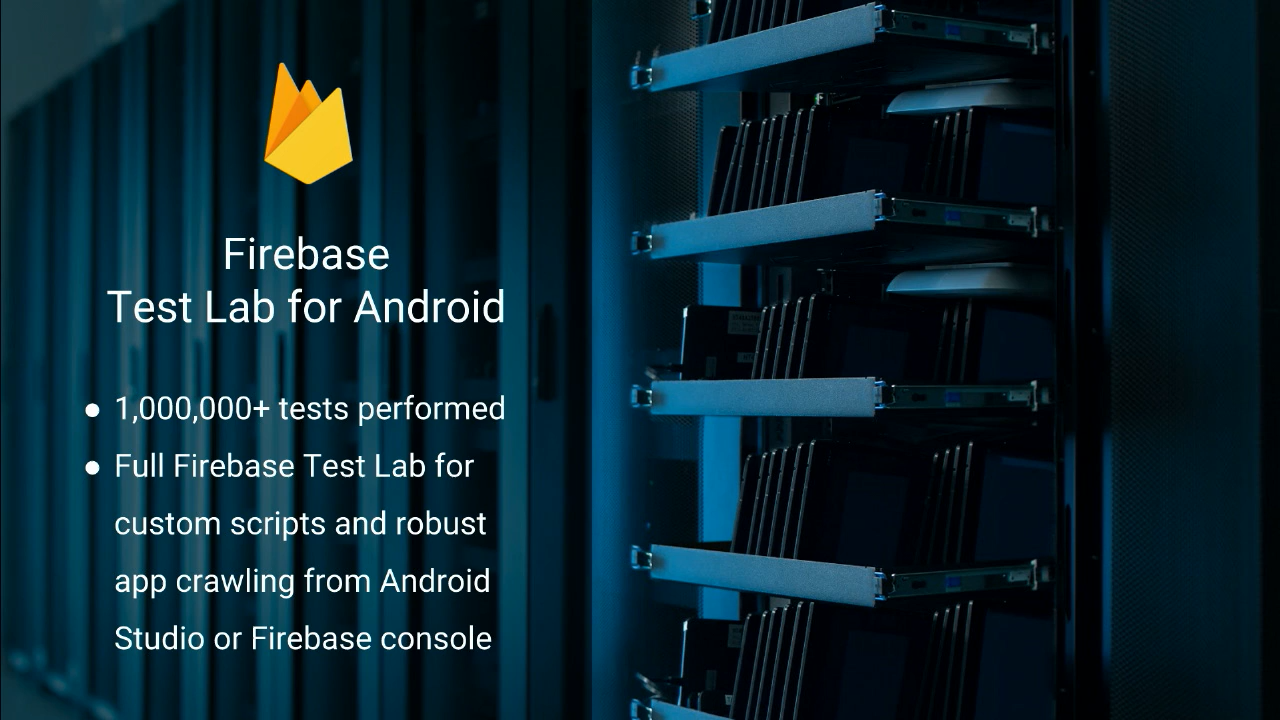 Firebase
Test Lab for Android
● 1,000,000+ tests performed
● Full Firebase Test Lab for
custom scripts and robust
app crawling from Android
Studio or Firebase console